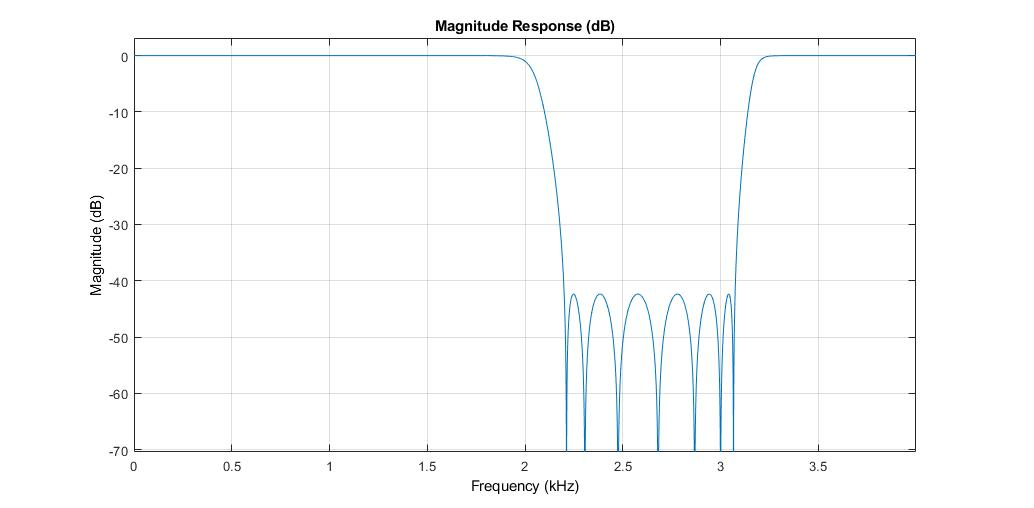 Magnitude Response (dB)
0
-10
-20
-30
-40
-50
-60
-70
Magnitude (dB)
0 0.5 1 1.5 2 2.5 3 3.5
Frequency (kHz)